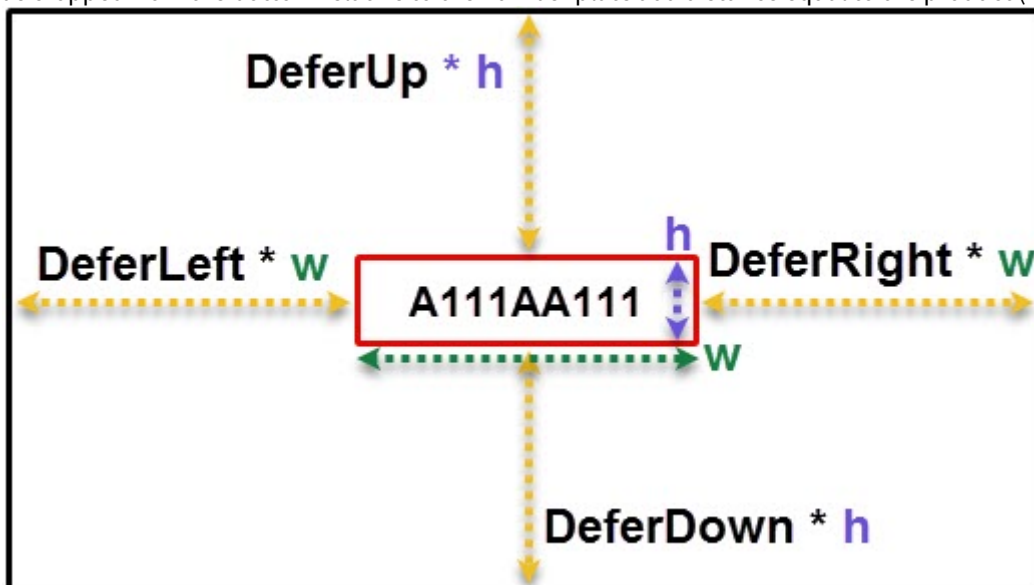 DeferUp * h
h
DeferLeft * w
DeferRight * w
A111AA111
w
DeferDown * h